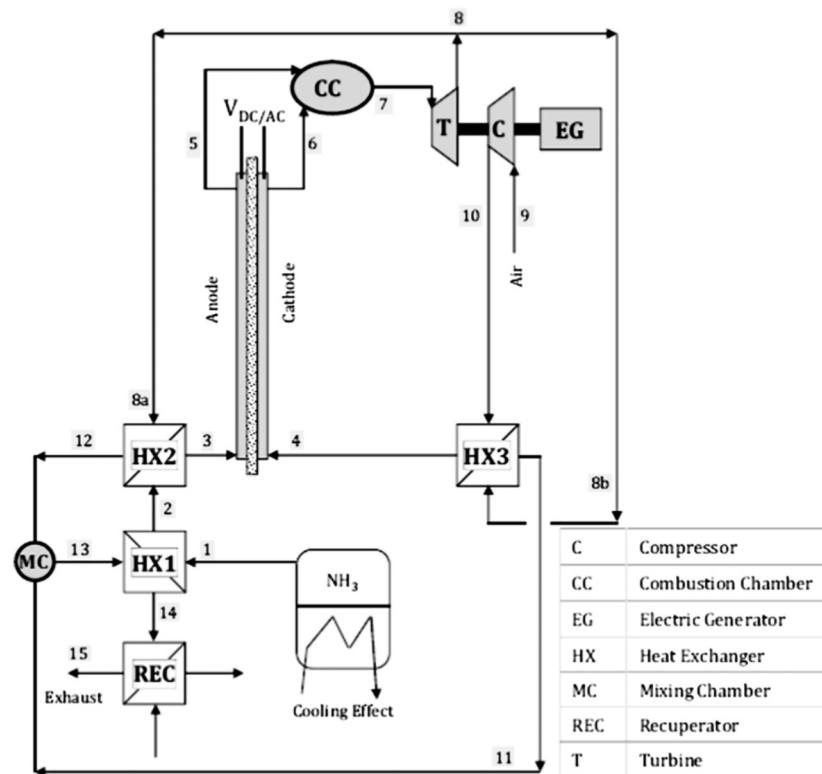 8
CC
7
V DC/AC
T
C
EG
5
6
10
9
Air
Anode
Cathode
8a
12
HX2
3
4
HX3
8b
2
MC
13
HX1
1
NH3
14
15
REC
Exhaust
Cooling Effect
11
C Compressor
CC Combustion Chamber
EG Electric Generator
HX Heat Exchanger
MC Mixing Chamber
REC Recuperator
T Turbine